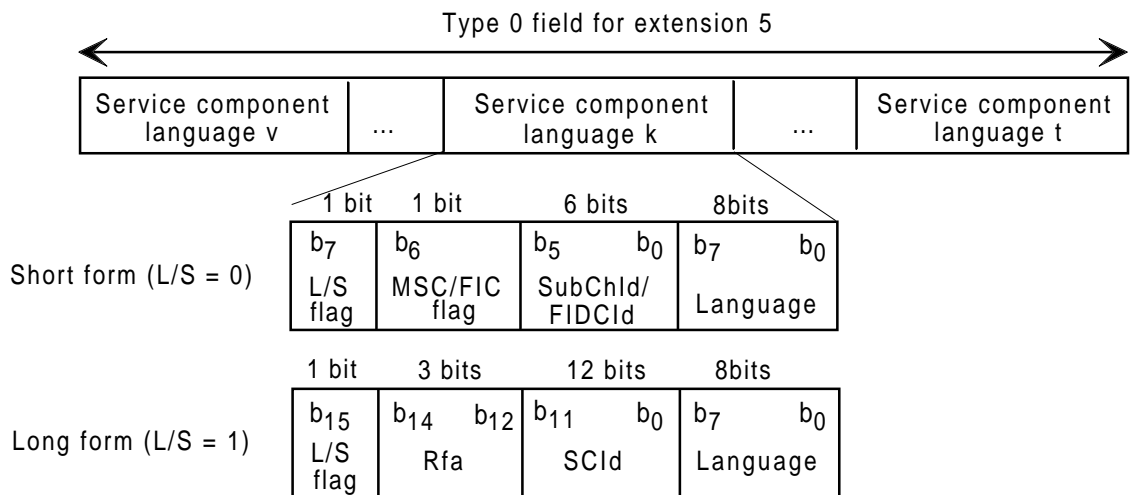 Type 0 field for extension 5
Service component language v ... Service component language k ... Service component language t
1 bit 1 bit 6 bits 8bits
Short form (L/S = 0)
b7 b6 b5 b0 b7 b0
L/S flag MSC/FIC flag SubChId/ FIDCId Language
1 bit 3 bits 12 bits 8bits
Long form (L/S = 1)
b15 b14 b12 b11 b0 b7 b0
L/S flag Rfa SCId Language